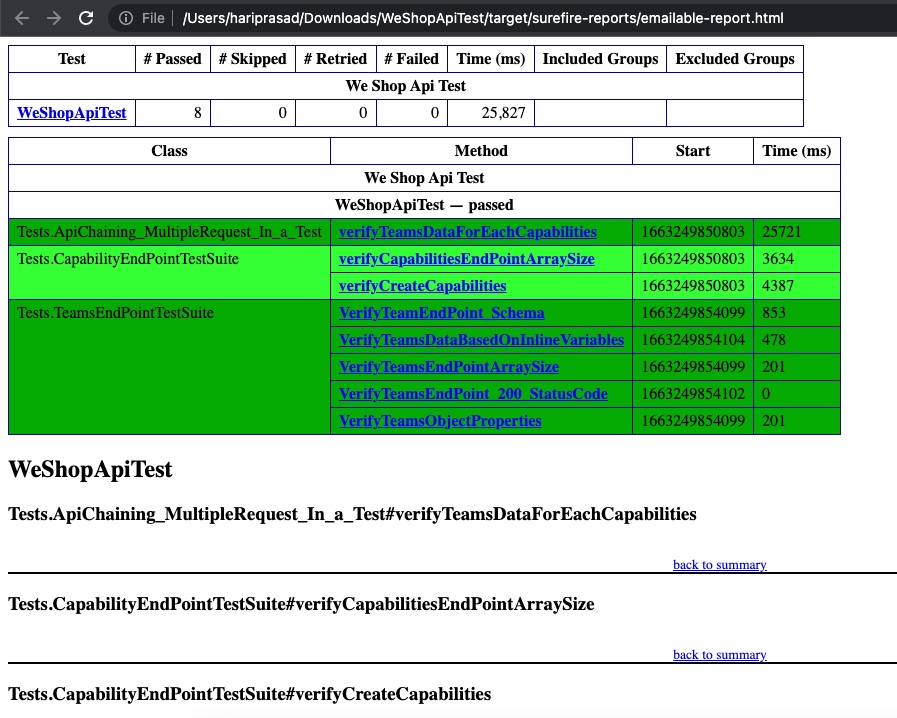 File /Users/hariprasad/Downloads/WeShopApiTest/target/surefire-reports/emailable-report.html
Test # Passed # Skipped # Retried # Failed Time (ms) Included Groups Excluded Groups
We Shop Api Test
WeShopApiTest 8 0 0 0 25,827
Class Method Start Time (ms)
We Shop Api Test
WeShopApiTest — passed
Tests.ApiChaining_MultipleRequest_In_a_Test verifyTeamsDataForEachCapabilities 1663249850803 25721
Tests.CapabilityEndPointTestSuite verifyCapabilitiesEndPointArraySize 1663249850803 3634
verifyCreateCapabilities 1663249850803 4387
Tests.TeamsEndPointTestSuite VerifyTeamEndPoint_Schema 1663249854099 853
VerifyTeamsDataBasedOnInlineVariables 1663249854104 478
VerifyTeamsEndPointArraySize 1663249854099 201
VerifyTeamsEndPoint_200_StatusCode 1663249854102 0
VerifyTeamsObjectProperties 1663249854099 201
WeShopApiTest
Tests.ApiChaining_MultipleRequest_In_a_Test#verifyTeamsDataForEachCapabilities
back to summary
Tests.CapabilityEndPointTestSuite#verifyCapabilitiesEndPointArraySize
back to summary
Tests.CapabilityEndPointTestSuite#verifyCreateCapabilities